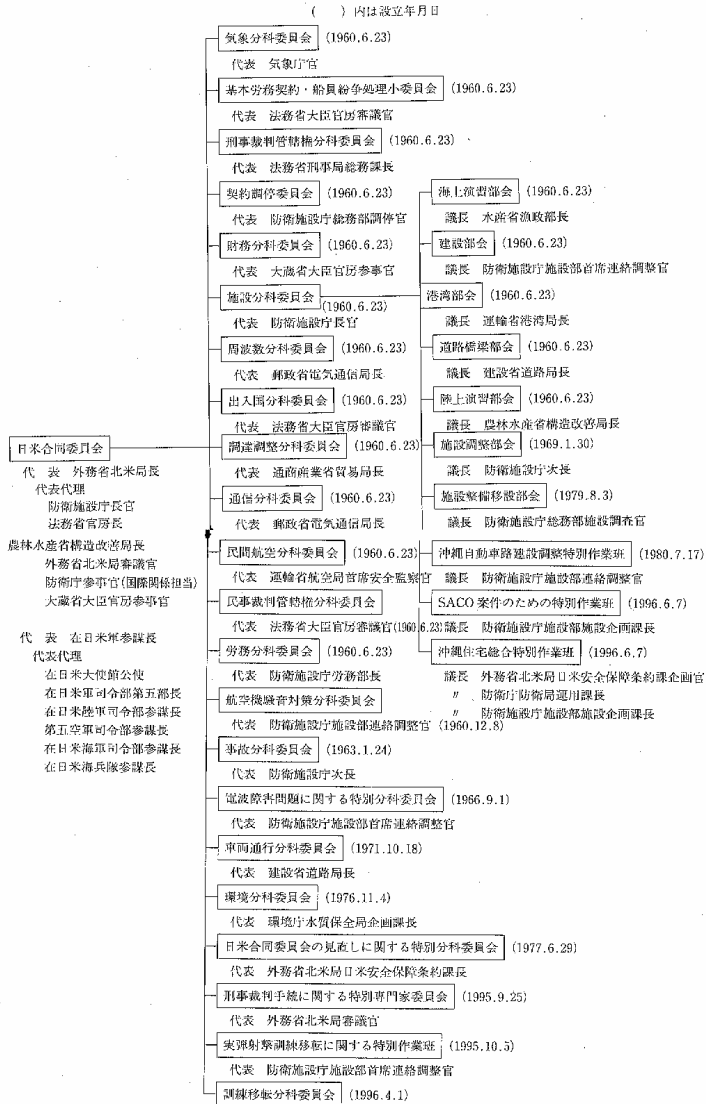 (　　)内は設立年月日
気象分科委員会 (1960.6.23)
代表　気象庁官
基本労務契約・船員紛争処理小委員会 (1960.6.23)
代表　法務省大臣官房審議官
刑事裁判管轄権分科委員会 (1960.6.23)
代表　法務省刑事局総務課長
契約調停委員会 (1960.6.23)
代表　防衛施設庁総務部調停官
財務分科委員会 (1960.6.23)
代表　大蔵省大臣官房参事官
施設分科委員会 (1960.6.23)
代表　防衛施設庁長官
周波数分科委員会 (1960.6.23)
代表　郵政省電気通信局長
出入国分科委員会 (1960.6.23)
代表　法務省大臣官房審議官
調達調整分科委員会 (1960.6.23)
代表　通商産業省貿易局長
通信分科委員会 (1960.6.23)
代表　郵政省電気通信局長
民間航空分科委員会 (1960.6.23)
代表　運輸省航空局首席安全監察官
民事裁判管轄権分科委員会
代表　法務省大臣官房審議官(1960.6.23)
労務分科委員会 (1960.6.23)
代表　防衛施設庁労務部長
航空機騒音対策分科委員会
代表　防衛施設庁施設部連絡調整官 (1960.12.8)
事故分科委員会 (1963.1.24)
代表　防衛施設庁次長
電波障害問題に関する特別分科委員会 (1966.9.1)
代表　防衛施設庁施設部首席連絡調整官
車両通行分科委員会 (1971.10.18)
代表　建設省道路局長
環境分科委員会 (1976.11.4)
代表　環境庁水質保全局企画課長
日米合同委員会の見直しに関する特別分科委員会 (1977.6.29)
代表　外務省北米局日米安全保障条約課長
刑事裁判手続に関する特別専門家委員会 (1995.9.25)
代表　外務省北米局審議官
実弾射撃訓練移転に関する特別作業班 (1995.10.5)
代表　防衛施設庁施設部首席連絡調整官
訓練移転分科委員会 (1996.4.1)
海上演習部会 (1960.6.23)
議長　水産省漁政部長
建設部会 (1960.6.23)
議長　防衛施設庁施設部首席連絡調整官
港湾部会 (1960.6.23)
議長　運輸省港湾局長
道路橋梁部会 (1960.6.23)
議長　建設省道路局長
陸上演習部会 (1960.6.23)
議長　農林水産省構造改善局長
施設調整部会 (1969.1.30)
議長　防衛施設庁次長
施設整備移設部会 (1979.8.3)
議長　防衛施設庁総務部施設調査官
沖縄自動車路建設調整特別作業班 (1980.7.17)
議長　防衛施設庁施設部連絡調整官
SACO 案件のための特別作業班 (1996.6.7)
議長　防衛施設庁施設部施設企画課長
沖縄住宅総合特別作業班 (1996.6.7)
議長　外務省北米局日米安全保障条約課企画官
〃　防衛庁防衛局運用課長
〃　防衛施設庁施設部施設企画課長
日米合同委員会
代　表　外務省北米局長
代表代理
防衛施設庁長官
法務省官房長
農林水産省構造改善局長
外務省北米局審議官
防衛庁参事官(国際関係担当)
大蔵省大臣官房参事官
代　表　在日米軍参謀長
代表代理
在日米大使館公使
在日米軍司令部第五部長
在日米陸軍司令部参謀長
第五空軍司令部参謀長
在日米海軍司令部参謀長
在日米海兵隊参謀長